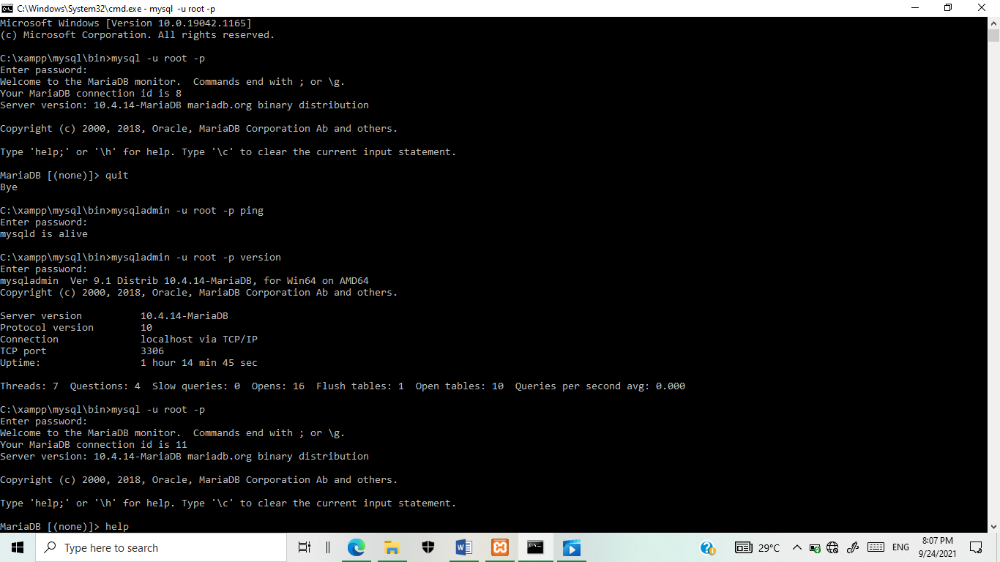 C:\Windows\System32\cmd.exe - mysql -u root -p
Microsoft Windows [Version 10.0.19042.1165]
(c) Microsoft Corporation. All rights reserved.
C:\xampp\mysql\bin>mysql -u root -p
Enter password:
Welcome to the MariaDB monitor.  Commands end with ; or \g.
Your MariaDB connection id is 8
Server version: 10.4.14-MariaDB mariadb.org binary distribution
Copyright (c) 2000, 2018, Oracle, MariaDB Corporation Ab and others.
Type 'help;' or '\h' for help. Type '\c' to clear the current input statement.
MariaDB [(none)]> quit
Bye
C:\xampp\mysql\bin>mysqladmin -u root -p ping
Enter password:
mysqld is alive
C:\xampp\mysql\bin>mysqladmin -u root -p version
Enter password:
mysqladmin  Ver 9.1 Distrib 10.4.14-MariaDB, for Win64 on AMD64
Copyright (c) 2000, 2018, Oracle, MariaDB Corporation Ab and others.
Server version          10.4.14-MariaDB
Protocol version        10
Connection              localhost via TCP/IP
TCP port                3306
Uptime:                 1 hour 14 min 45 sec
Threads: 7  Questions: 4  Slow queries: 0  Opens: 16  Flush tables: 1  Open tables: 10  Queries per second avg: 0.000
C:\xampp\mysql\bin>mysql -u root -p
Enter password:
Welcome to the MariaDB monitor.  Commands end with ; or \g.
Your MariaDB connection id is 11
Server version: 10.4.14-MariaDB mariadb.org binary distribution
Copyright (c) 2000, 2018, Oracle, MariaDB Corporation Ab and others.
Type 'help;' or '\h' for help. Type '\c' to clear the current input statement.
MariaDB [(none)]> help
Type here to search
29°C
ENG
8:07 PM
9/24/2021